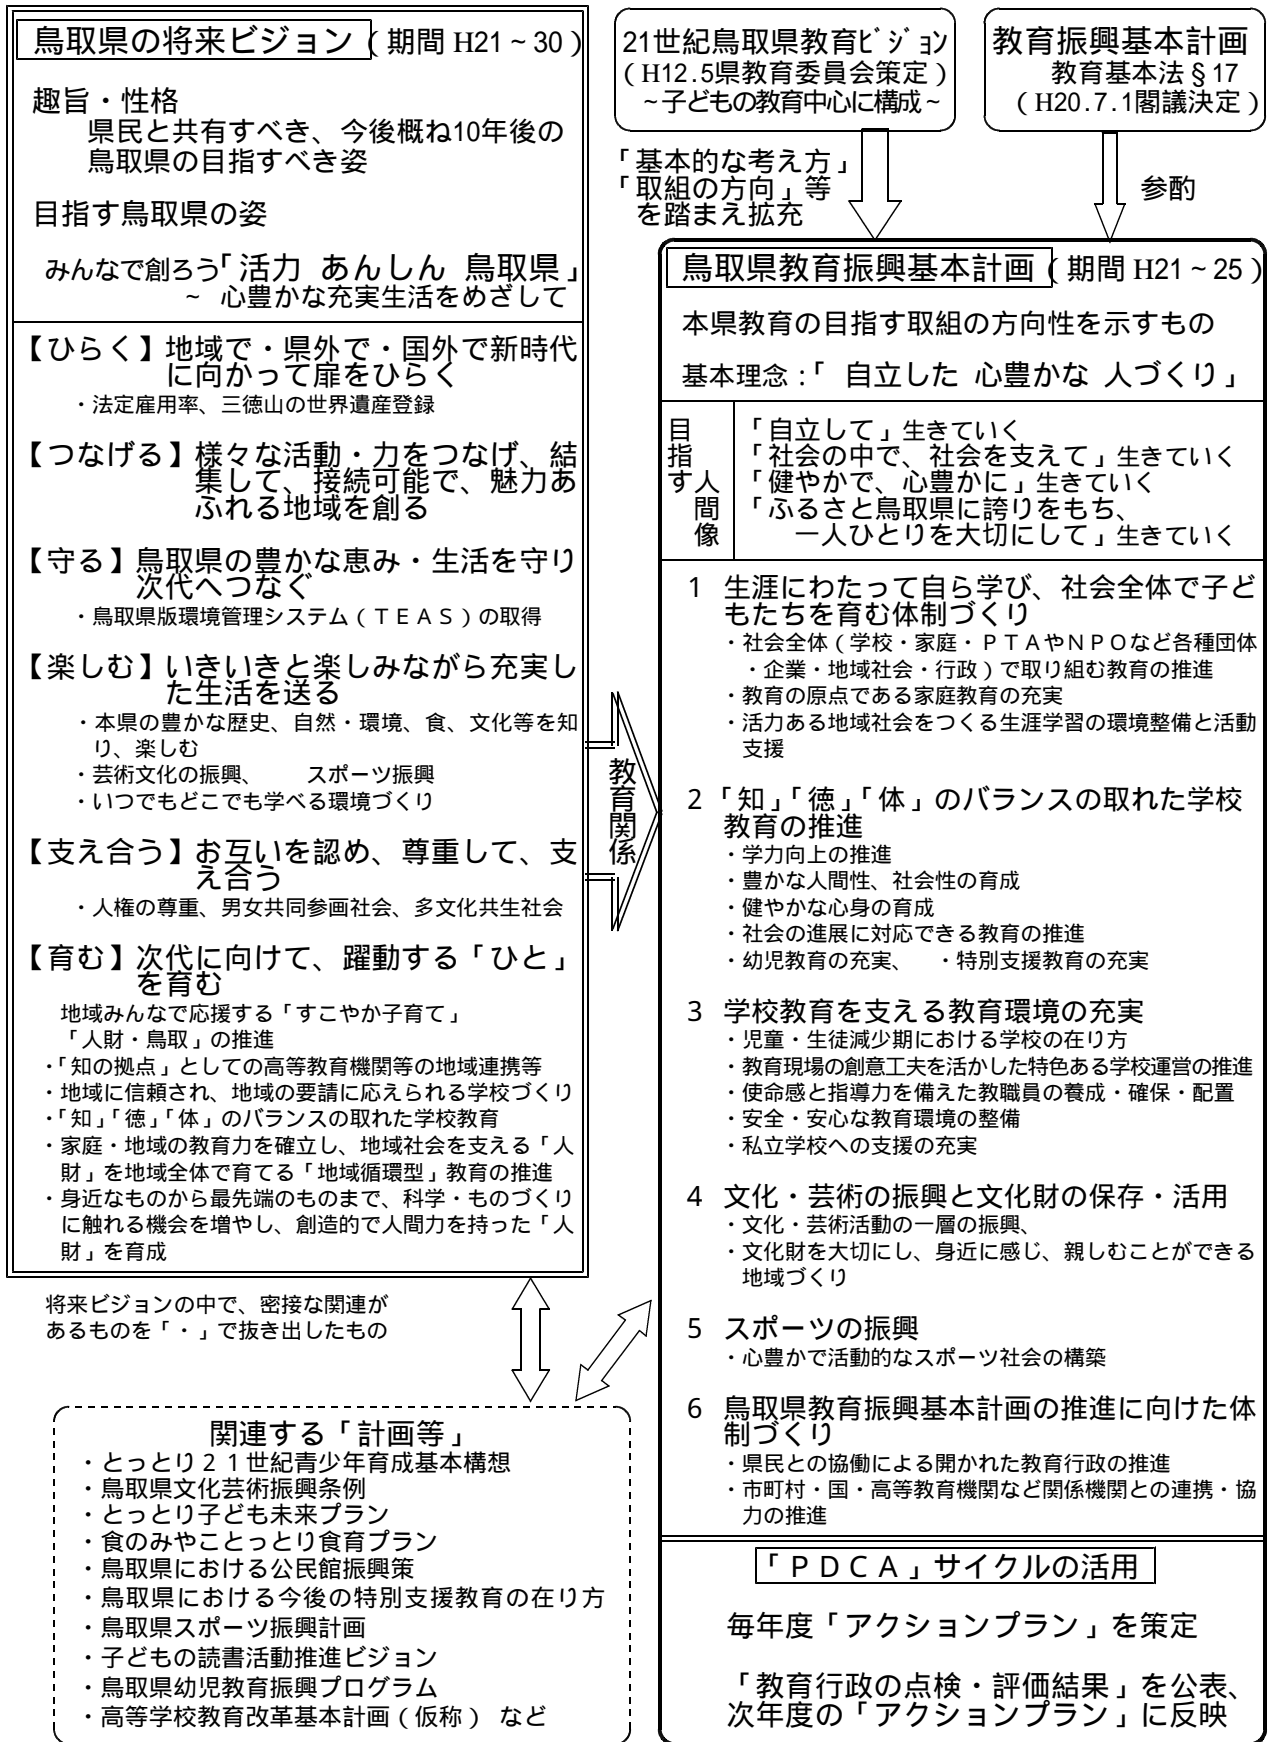 鳥取県の将来ビジョン(期間 H21～30)
趣旨・性格
県民と共有すべき、今後概ね10年後の
鳥取県の目指すべき姿
目指す鳥取県の姿
みんなで創ろう「活力 あんしん 鳥取県」
～ 心豊かな充実生活をめざして
【ひらく】地域で・県外で・国外で新時代
に向かって扉をひらく
・法定雇用率、三徳山の世界遺産登録
【つなげる】様々な活動・力をつなげ、結
集して、接続可能で、魅力あ
ふれる地域を創る
【守る】鳥取県の豊かな恵み・生活を守り
次代へつなぐ
・鳥取県版環境管理システム(TEAS)の取得
【楽しむ】いきいきと楽しみながら充実し
た生活を送る
・本県の豊かな歴史、自然・環境、食、文化等を知
り、楽しむ
・芸術文化の振興、 スポーツ振興
・いつでもどこでも学べる環境づくり
【支え合う】お互いを認め、尊重して、支
え合う
・人権の尊重、男女共同参画社会、多文化共生社会
【育む】次代に向けて、躍動する「ひと」
を育む
地域みんなで応援する「すこやか子育て」
「人財・鳥取」の推進
・「知の拠点」としての高等教育機関等の地域連携等
・地域に信頼され、地域の要請に応えられる学校づくり
・「知」「徳」「体」のバランスの取れた学校教育
・家庭・地域の教育力を確立し、地域社会を支える「人
財」を地域全体で育てる「地域循環型」教育の推進
・身近なものから最先端のものまで、科学・ものづくり
に触れる機会を増やし、創造的で人間力を持った「人
財」を育成
将来ビジョンの中で、密接な関連が
あるものを「・」で抜き出したもの
関連する「計画等」
・とっとり21世紀青少年育成基本構想
・鳥取県文化芸術振興条例
・とっとり子ども未来プラン
・食のみやことっとり食育プラン
・鳥取県における公民館振興策
・鳥取県における今後の特別支援教育の在り方
・鳥取県スポーツ振興計画
・子どもの読書活動推進ビジョン
・鳥取県幼児教育振興プログラム
・高等学校教育改革基本計画(仮称) など
教育関係
21世紀鳥取県教育ビジョン
(H12.5県教育委員会策定)
～子どもの教育中心に構成～
「基本的な考え方」
「取組の方向」等
を踏まえ拡充
教育振興基本計画
教育基本法§17
(H20.7.1閣議決定)
参酌
鳥取県教育振興基本計画(期間 H21～25)
本県教育の目指す取組の方向性を示すもの
基本理念:「 自立した 心豊かな 人づくり」
目指す
人間像
「自立して」生きていく
「社会の中で、社会を支えて」生きていく
「健やかで、心豊かに」生きていく
「ふるさと鳥取県に誇りをもち、
一人ひとりを大切にして」生きていく
1 生涯にわたって自ら学び、社会全体で子ど
もたちを育む体制づくり
・社会全体(学校・家庭・PTAやNPOなど各種団体
・企業・地域社会・行政)で取り組む教育の推進
・教育の原点である家庭教育の充実
・活力ある地域社会をつくる生涯学習の環境整備と活動
支援
2「知」「徳」「体」のバランスの取れた学校
教育の推進
・学力向上の推進
・豊かな人間性、社会性の育成
・健やかな心身の育成
・社会の進展に対応できる教育の推進
・幼児教育の充実、 ・特別支援教育の充実
3 学校教育を支える教育環境の充実
・児童・生徒減少期における学校の在り方
・教育現場の創意工夫を活かした特色ある学校運営の推進
・使命感と指導力を備えた教職員の養成・確保・配置
・安全・安心な教育環境の整備
・私立学校への支援の充実
4 文化・芸術の振興と文化財の保存・活用
・文化・芸術活動の一層の振興、
・文化財を大切にし、身近に感じ、親しむことができる
地域づくり
5 スポーツの振興
・心豊かで活動的なスポーツ社会の構築
6 鳥取県教育振興基本計画の推進に向けた体
制づくり
・県民との協働による開かれた教育行政の推進
・市町村・国・高等教育機関など関係機関との連携・協
力の推進
「PDCA」サイクルの活用
毎年度「アクションプラン」を策定
「教育行政の点検・評価結果」を公表、
次年度の「アクションプラン」に反映